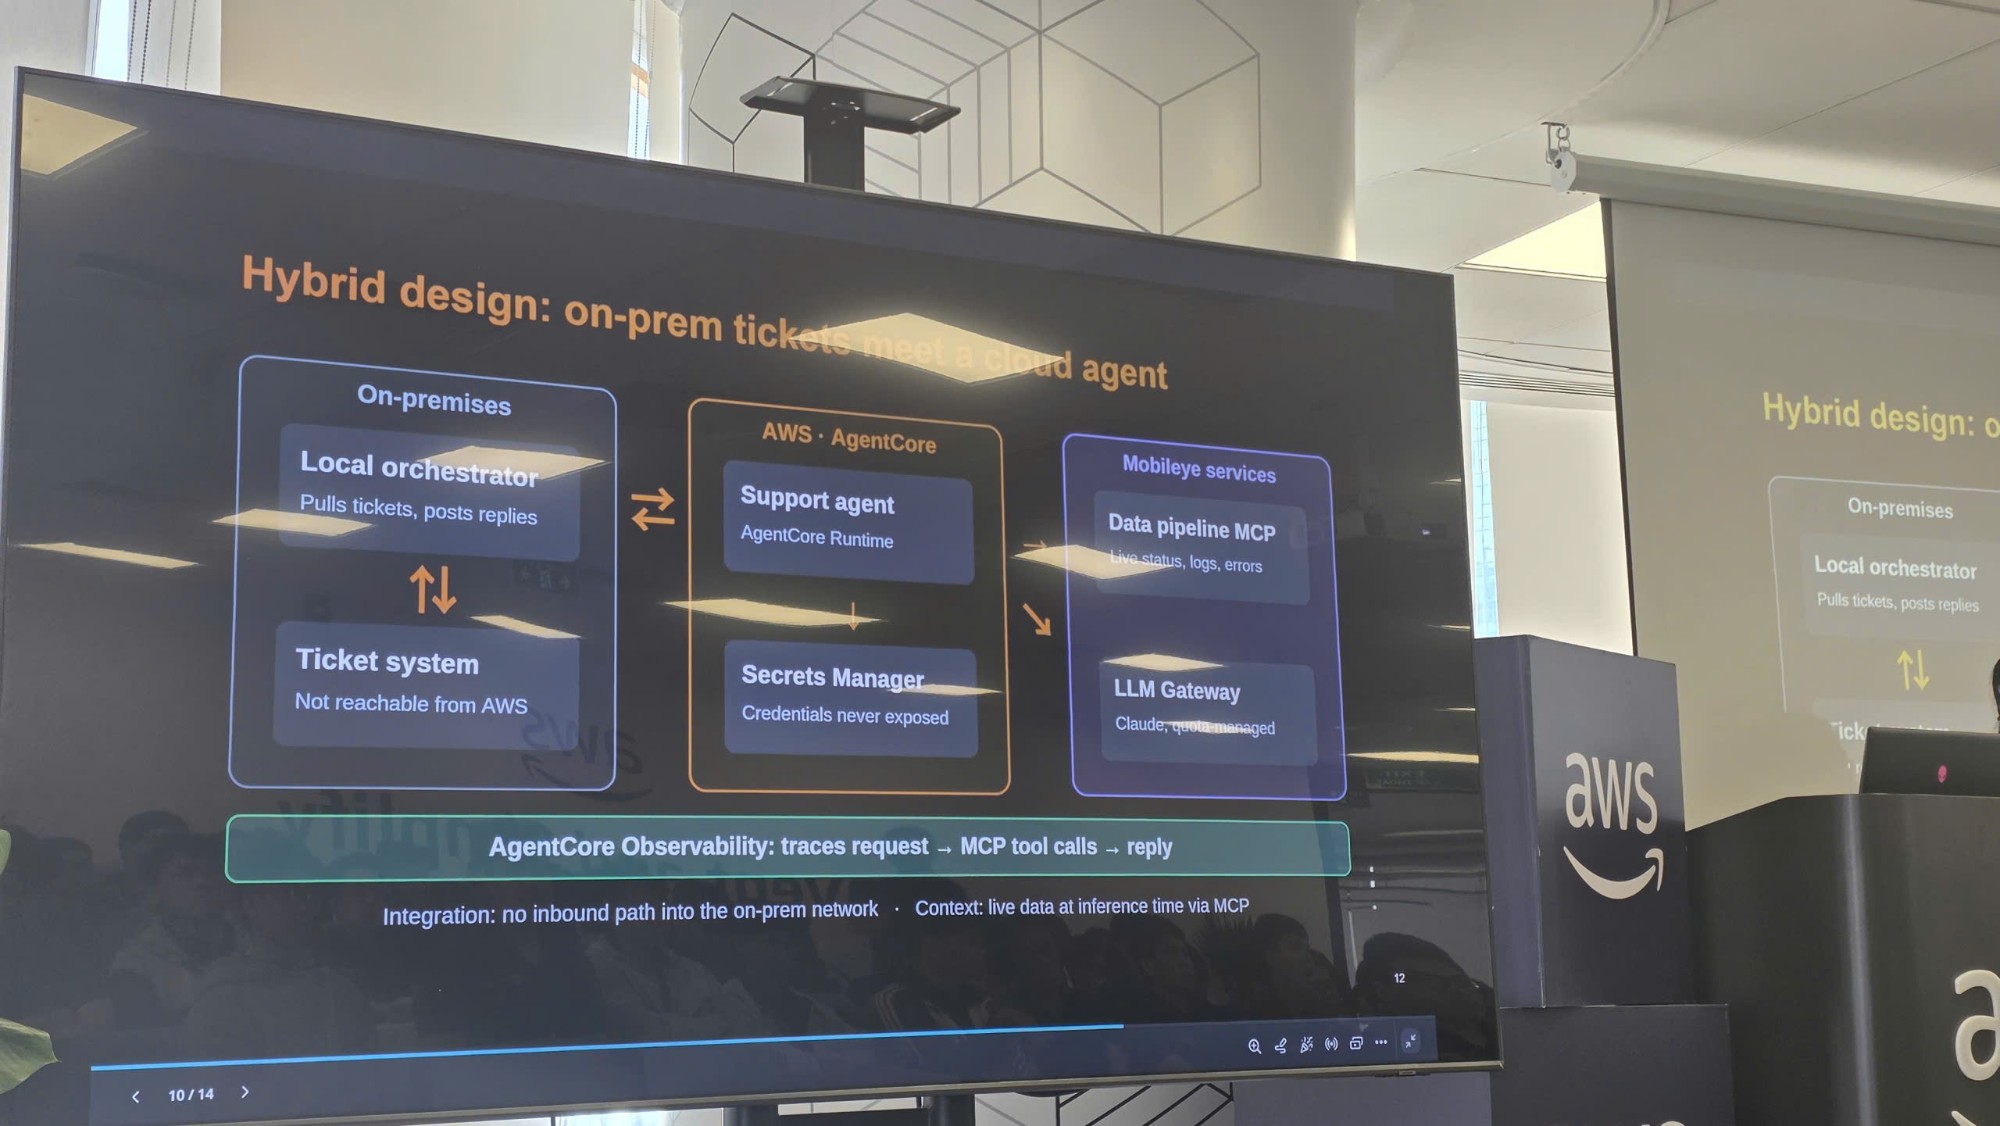 Hybrid design: on-prem tickets meet a cloud agent
On-premises
Local orchestrator
Pulls tickets, posts replies
Ticket system
Not reachable from AWS
AWS · AgentCore
Support agent
AgentCore Runtime
Secrets Manager
Credentials never exposed
Mobileye services
Data pipeline MCP
Live status, logs, errors
LLM Gateway
Claude, quota-managed
AgentCore Observability: traces request → MCP tool calls → reply
Integration: no inbound path into the on-prem network · Context: live data at inference time via MCP
12
10 / 14
Hybrid design: o
On-premises
Local orchestrator
Pulls tickets, posts replies
aws
a